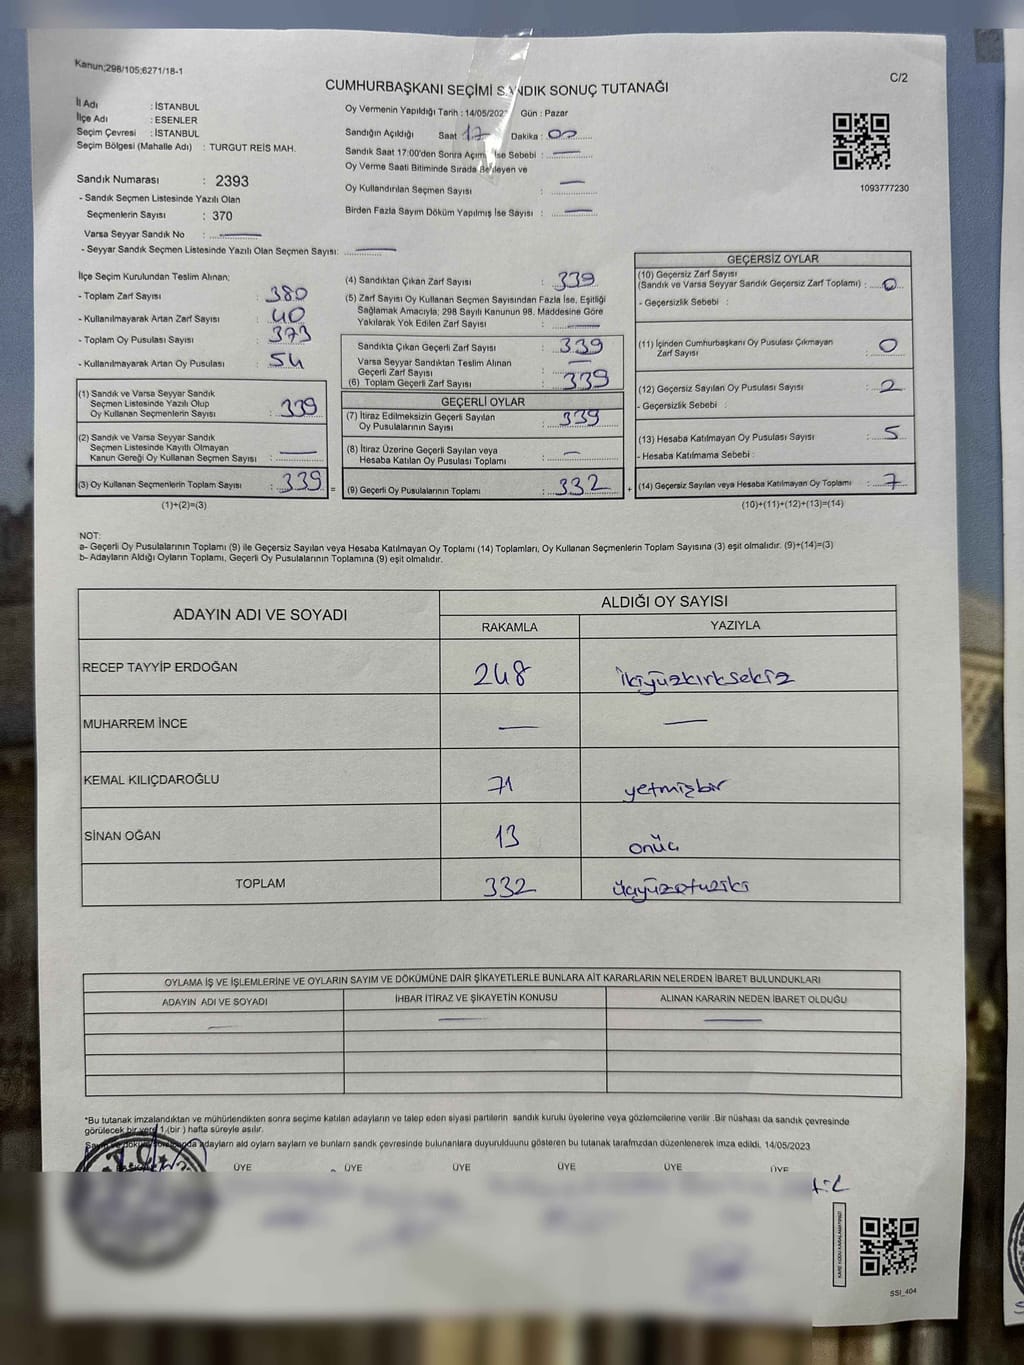 Kanun;298/105;6271/18-1
C/2
CUMHURBAŞKANI SEÇİMİ SANDIK SONUÇ TUTANAĞI
İl Adı : İSTANBUL
İlçe Adı : ESENLER
Seçim Çevresi : İSTANBUL
Seçim Bölgesi (Mahalle Adı) : TURGUT REİS MAH.
Sandık Numarası : 2393
- Sandık Seçmen Listesinde Yazılı Olan
Seçmenlerin Sayısı : 370
Varsa Seyyar Sandık No : —
- Seyyar Sandık Seçmen Listesinde Yazılı Olan Seçmen Sayısı: —
Oy Vermenin Yapıldığı Tarih : 14/05/202 Gün : Pazar
Sandığın Açıldığı Saat 17 Dakika : 00
Sandık Saat 17:00'den Sonra Açım İse Sebebi : —
Oy Verme Saati Bitiminde Sırada Bekleyen ve
Oy Kullandırılan Seçmen Sayısı : —
Birden Fazla Sayım Döküm Yapılmış İse Sayısı : —
1093777230
İlçe Seçim Kurulundan Teslim Alınan;
- Toplam Zarf Sayısı : 380
- Kullanılmayarak Artan Zarf Sayısı : 40
- Toplam Oy Pusulası Sayısı : 373
- Kullanılmayarak Artan Oy Pusulası : 54
(1) Sandık ve Varsa Seyyar Sandık
Seçmen Listesinde Yazılı Olup
Oy Kullanan Seçmenlerin Sayısı : 339
(2) Sandık ve Varsa Seyyar Sandık
Seçmen Listesinde Kayıtlı Olmayan
Kanun Gereği Oy Kullanan Seçmen Sayısı : —
(3) Oy Kullanan Seçmenlerin Toplam Sayısı : 339 =
(1)+(2)=(3)
(4) Sandıktan Çıkan Zarf Sayısı : 339
(5) Zarf Sayısı Oy Kullanan Seçmen Sayısından Fazla İse, Eşitliği
Sağlamak Amacıyla; 298 Sayılı Kanunun 98. Maddesine Göre
Yakılarak Yok Edilen Zarf Sayısı : —
Sandıkta Çıkan Geçerli Zarf Sayısı : 339
Varsa Seyyar Sandıktan Teslim Alınan
Geçerli Zarf Sayısı : —
(6) Toplam Geçerli Zarf Sayısı : 339
GEÇERLİ OYLAR
(7) İtiraz Edilmeksizin Geçerli Sayılan
Oy Pusulalarının Sayısı : 339
(8) İtiraz Üzerine Geçerli Sayılan veya
Hesaba Katılan Oy Pusulası Toplamı : —
(9) Geçerli Oy Pusulalarının Toplamı : 332 +
GEÇERSİZ OYLAR
(10) Geçersiz Zarf Sayısı
(Sandık ve Varsa Seyyar Sandık Geçersiz Zarf Toplamı) : 0
- Geçersizlik Sebebi :
(11) İçinden Cumhurbaşkanı Oy Pusulası Çıkmayan
Zarf Sayısı : 0
(12) Geçersiz Sayılan Oy Pusulası Sayısı : 2
- Geçersizlik Sebebi :
(13) Hesaba Katılmayan Oy Pusulası Sayısı : 5
- Hesaba Katılmama Sebebi :
(14) Geçersiz Sayılan veya Hesaba Katılmayan Oy Toplamı : 7
(10)+(11)+(12)+(13)=(14)
NOT:
a- Geçerli Oy Pusulalarının Toplamı (9) ile Geçersiz Sayılan veya Hesaba Katılmayan Oy Toplamı (14) Toplamları, Oy Kullanan Seçmenlerin Toplam Sayısına (3) eşit olmalıdır. (9)+(14)=(3)
b- Adayların Aldığı Oyların Toplamı, Geçerli Oy Pusulalarının Toplamına (9) eşit olmalıdır.
ADAYIN ADI VE SOYADI
ALDIĞI OY SAYISI
RAKAMLA YAZIYLA
RECEP TAYYİP ERDOĞAN 248 ikiyüzkırksekiz
MUHARREM İNCE — —
KEMAL KILIÇDAROĞLU 71 yetmişbir
SİNAN OĞAN 13 onüç
TOPLAM 332 üçyüzotuziki
OYLAMA İŞ VE İŞLEMLERİNE VE OYLARIN SAYIM VE DÖKÜMÜNE DAİR ŞİKAYETLERLE BUNLARA AİT KARARLARIN NELERDEN İBARET BULUNDUKLARI
ADAYIN ADI VE SOYADI İHBAR İTİRAZ VE ŞİKAYETİN KONUSU ALINAN KARARIN NEDEN İBARET OLDUĞU
— — —
*Bu tutanak imzalandıktan ve mühürlendikten sonra seçime katılan adayların ve talep eden siyasi partilerin sandık kurulu üyelerine veya gözlemcilerine verilir .Bir nüshası da sandık çevresinde
görülecek bir yere 1.(bir ) hafta süreyle asılır.
adayların ald oyların sayların ve bunların sandk çevresinde bulunanlara duyurulduunu gösteren bu tutanak tarafmzdan düzenlenerek imza edildi. 14/05/2023
ÜYE ÜYE ÜYE ÜYE ÜYE ÜYE
SSI_404